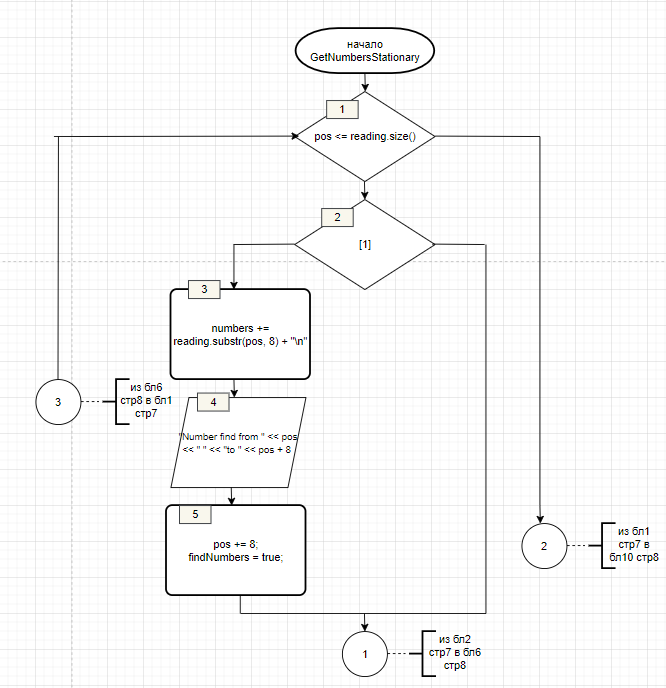 начало
GetNumbersStationary
1
pos <= reading.size()
2
[1]
3
numbers +=
reading.substr(pos, 8) + "\n"
4
"Number find from " << pos
<< " " << "to " << pos + 8
5
pos += 8;
findNumbers = true;
3
из бл6
стр8 в бл1
стр7
2
из бл1
стр7 в
бл10 стр8
1
из бл2
стр7 в бл6
стр8